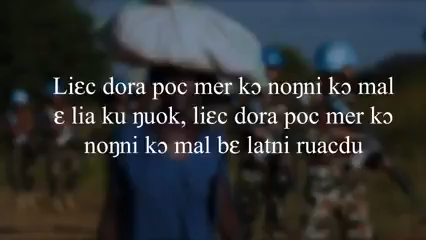 Liɛc dora poc mer kɔ noŋni kɔ mal
ɛ lia ku ŋuok, liɛc dora poc mer kɔ
noŋni kɔ mal bɛ latni ruacdu